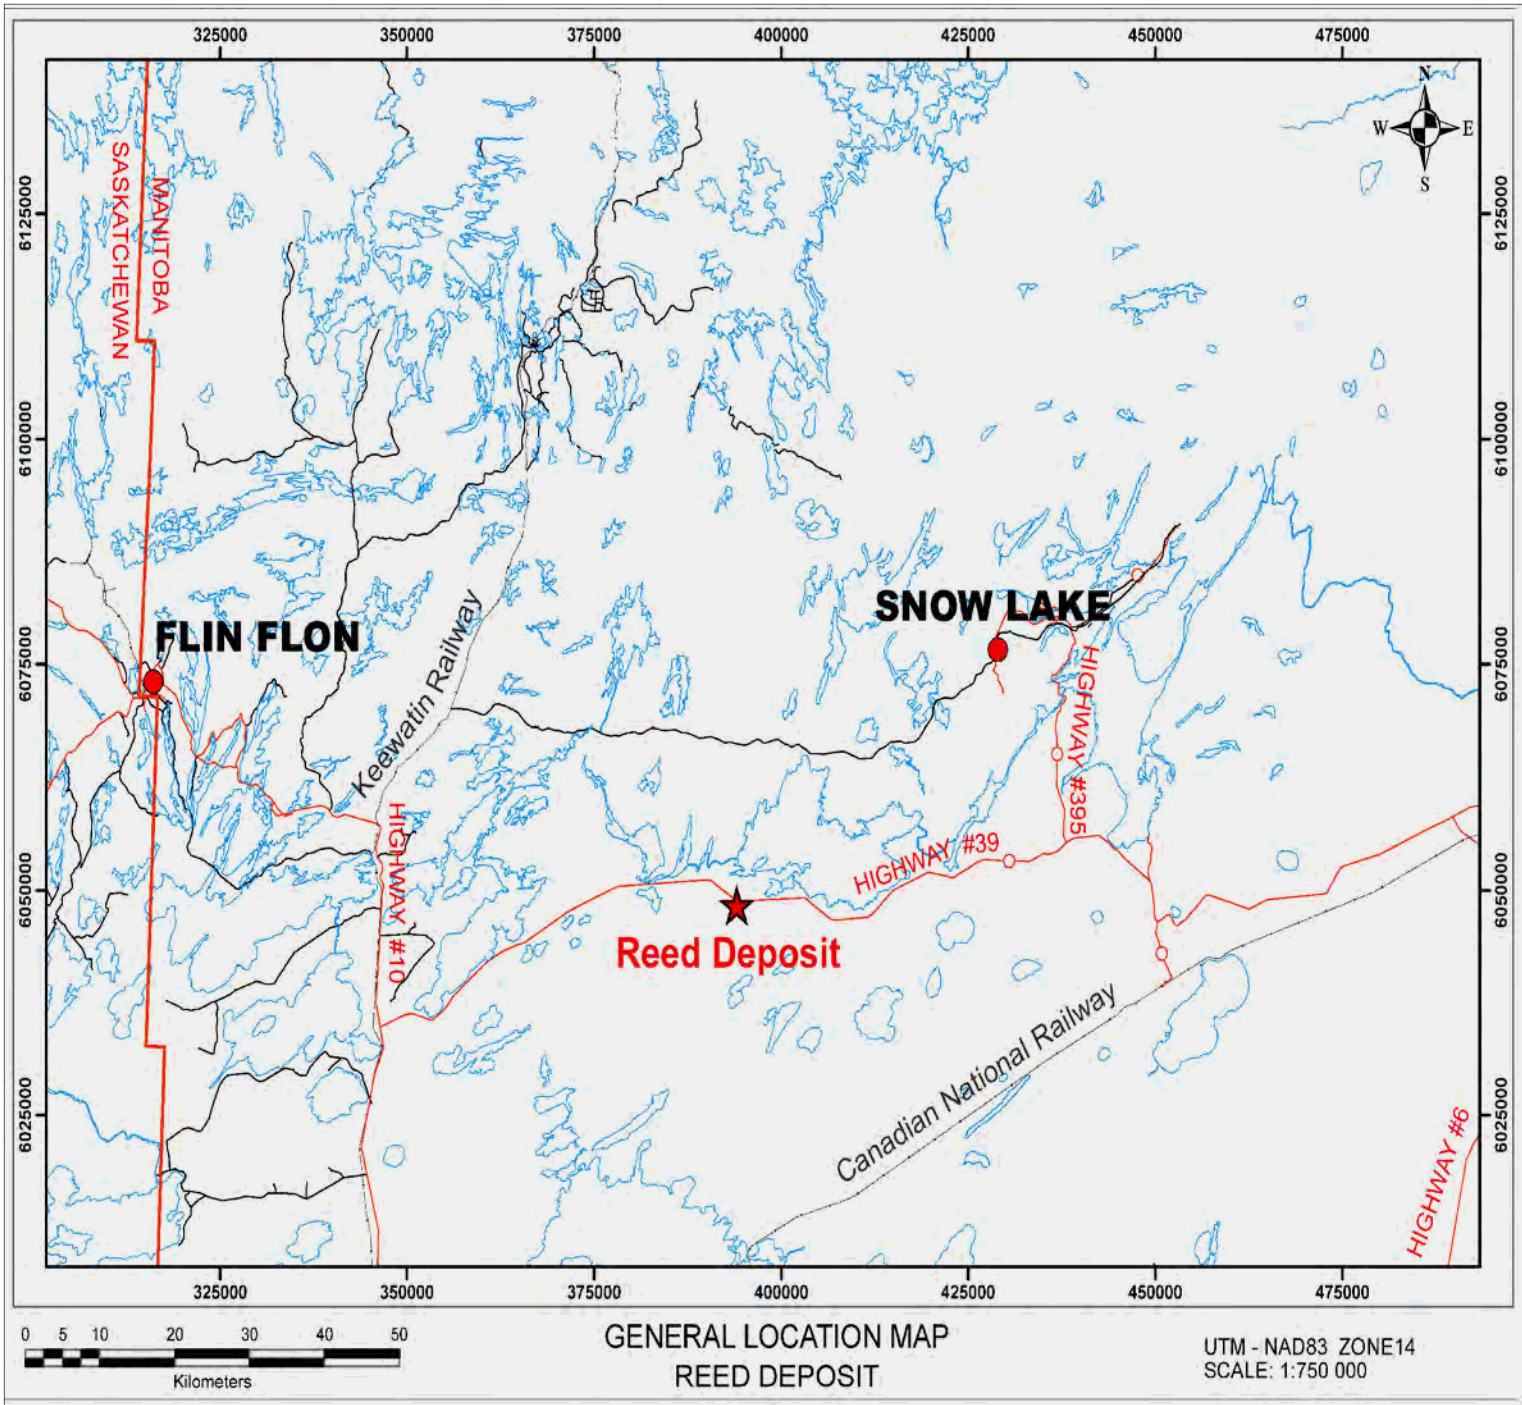 325000 350000 375000 400000 425000 450000 475000
N
W E
S
SASKATCHEWAN
MANITOBA
6125000 6125000
6100000 6100000
SNOW LAKE
FLIN FLON
6075000 6075000
Keewatin Railway
HIGHWAY #395
HIGHWAY #10
HIGHWAY #39
6050000 6050000
Reed Deposit
Canadian National Railway
6025000 6025000
HIGHWAY #6
325000 350000 375000 400000 425000 450000 475000
0 5 10 20 30 40 50
Kilometers
GENERAL LOCATION MAP
REED DEPOSIT
UTM - NAD83 ZONE14
SCALE: 1:750 000